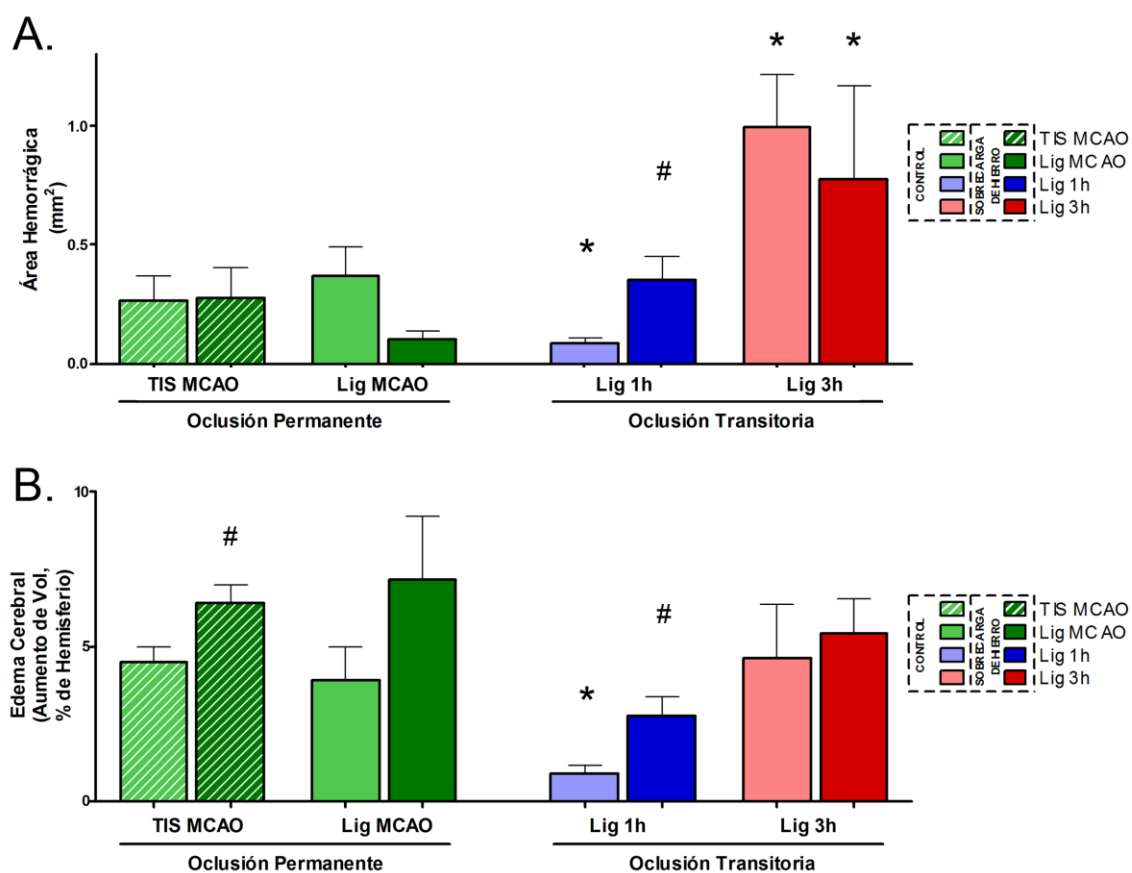 A.
Área Hemorrágica
(mm²)
1.0
0.5
0.0
*
#
*
*
TIS MCAO
Lig MCAO
Lig 1h
Lig 3h
Oclusión Permanente
Oclusión Transitoria
CONTROL
SOBRECARGA
DE HIERRO
TIS MCAO
Lig MCAO
Lig 1h
Lig 3h
B.
Edema Cerebral
(Aumento de Vol,
% de Hemisferio)
10
5
0
#
*
#
TIS MCAO
Lig MCAO
Lig 1h
Lig 3h
Oclusión Permanente
Oclusión Transitoria
CONTROL
SOBRECARGA
DE HIERRO
TIS MCAO
Lig MCAO
Lig 1h
Lig 3h